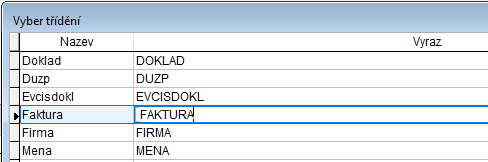 Vyber třídění
Nazev Vyraz
Doklad DOKLAD
Duzp DUZP
Evcisdokl EVCISDOKL
Faktura FAKTURA
Firma FIRMA
Mena MENA